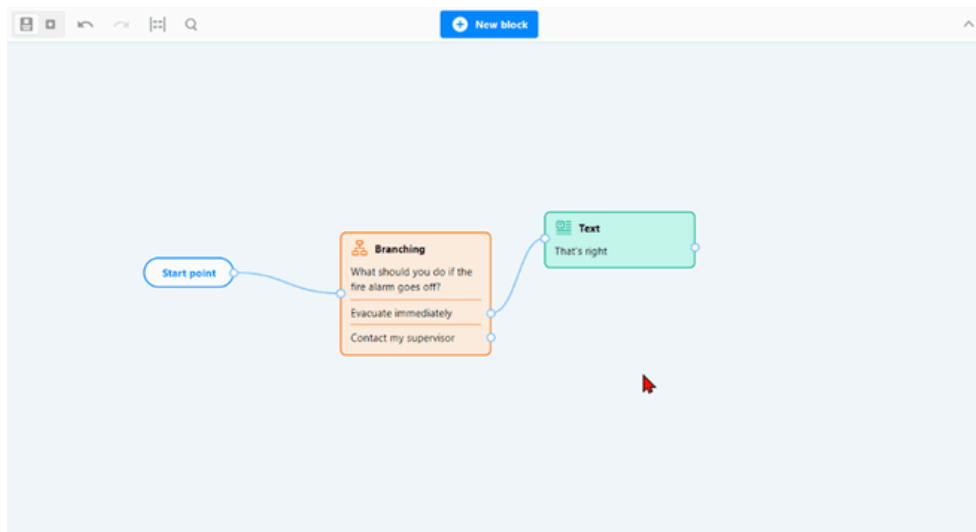 New block
Start point
Branching
What should you do if the
fire alarm goes off?
Evacuate immediately
Contact my supervisor
Text
That's right